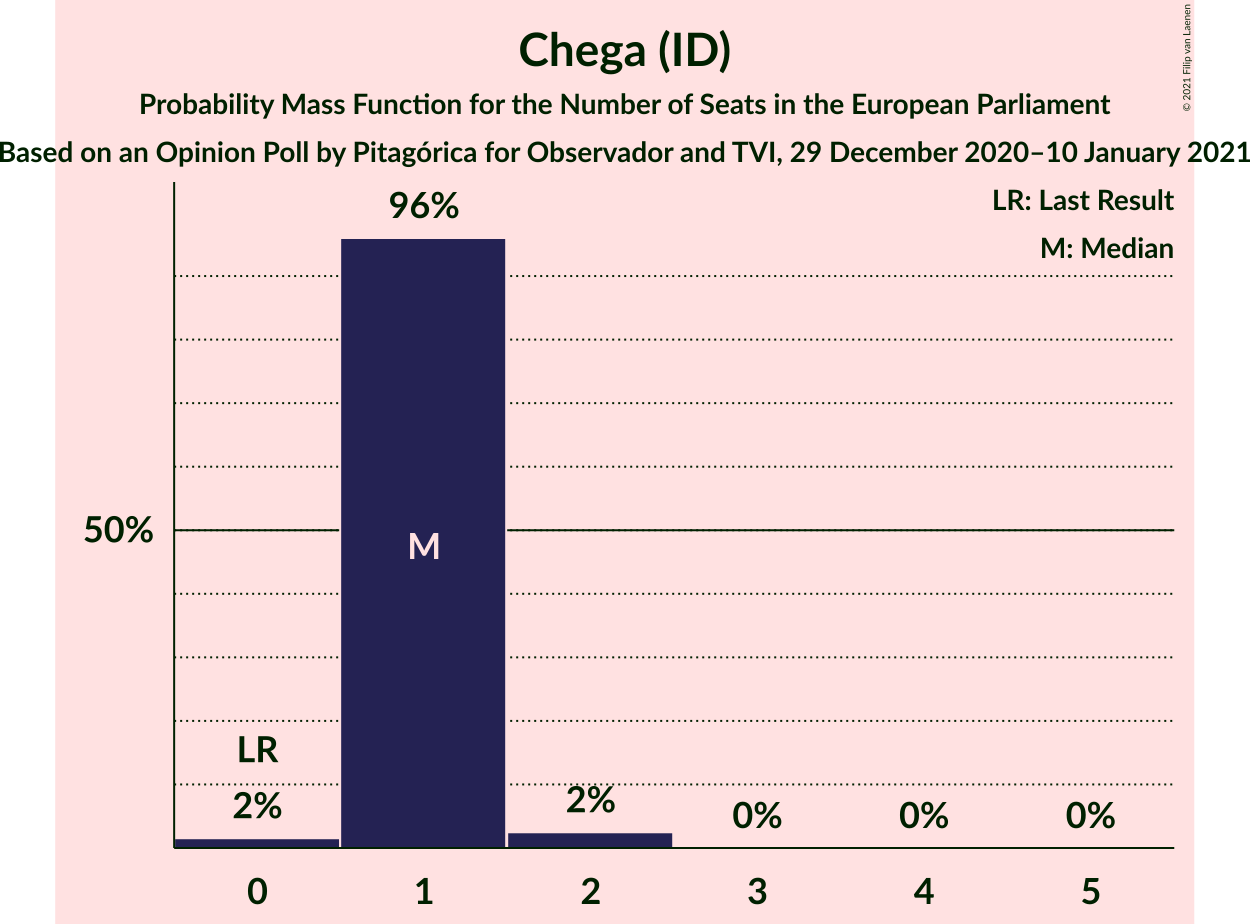 Chega (ID)
Probability Mass Function for the Number of Seats in the European Parliament
Based on an Opinion Poll by Pitagórica for Observador and TVI, 29 December 2020–10 January 2021
© 2021 Filip van Laenen
LR: Last Result
M: Median
96%
50%
M
LR
2%
2%
0%
0%
0%
0
1
2
3
4
5